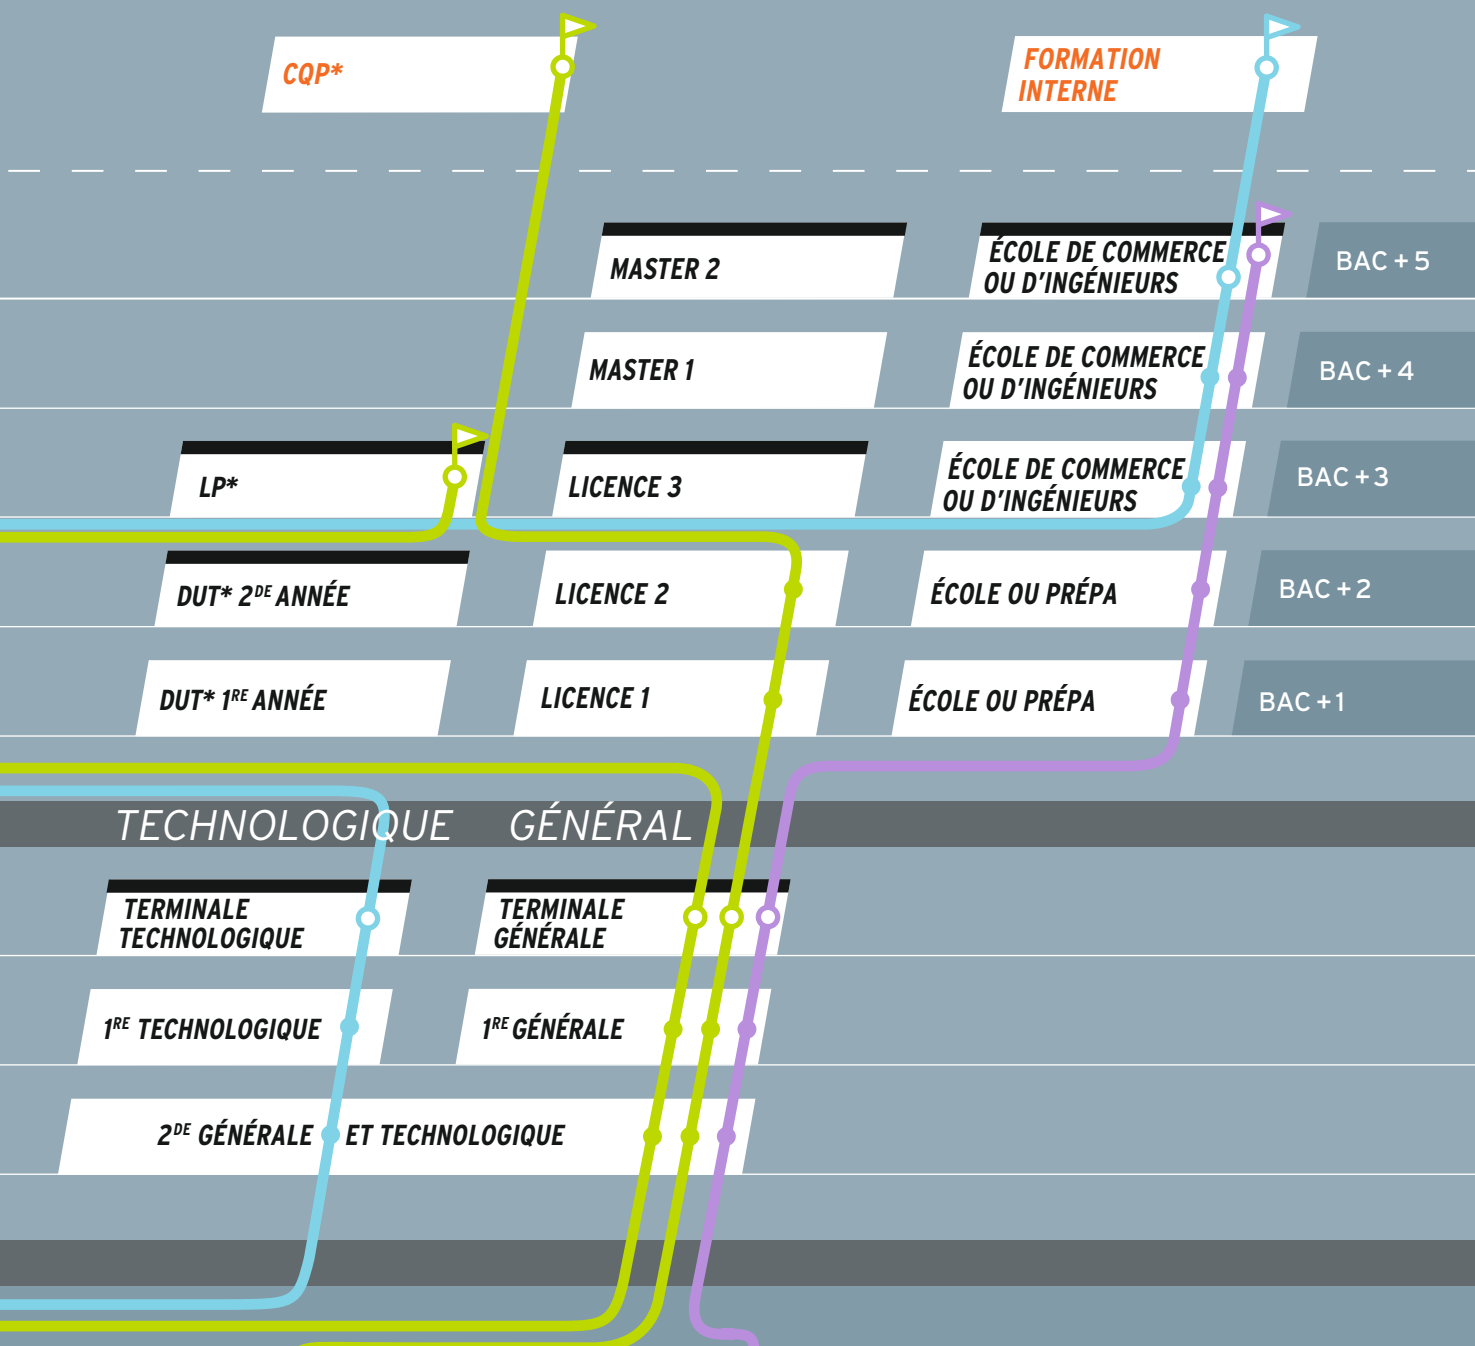 CQP*
FORMATION
INTERNE
MASTER 2
ÉCOLE DE COMMERCE
OU D'INGÉNIEURS
BAC + 5
MASTER 1
ÉCOLE DE COMMERCE
OU D'INGÉNIEURS
BAC + 4
LP*
LICENCE 3
ÉCOLE DE COMMERCE
OU D'INGÉNIEURS
BAC + 3
DUT* 2DE ANNÉE
LICENCE 2
ÉCOLE OU PRÉPA
BAC + 2
DUT* 1RE ANNÉE
LICENCE 1
ÉCOLE OU PRÉPA
BAC + 1
TECHNOLOGIQUE
GÉNÉRAL
TERMINALE
TECHNOLOGIQUE
TERMINALE
GÉNÉRALE
1RE TECHNOLOGIQUE
1RE GÉNÉRALE
2DE GÉNÉRALE ET TECHNOLOGIQUE